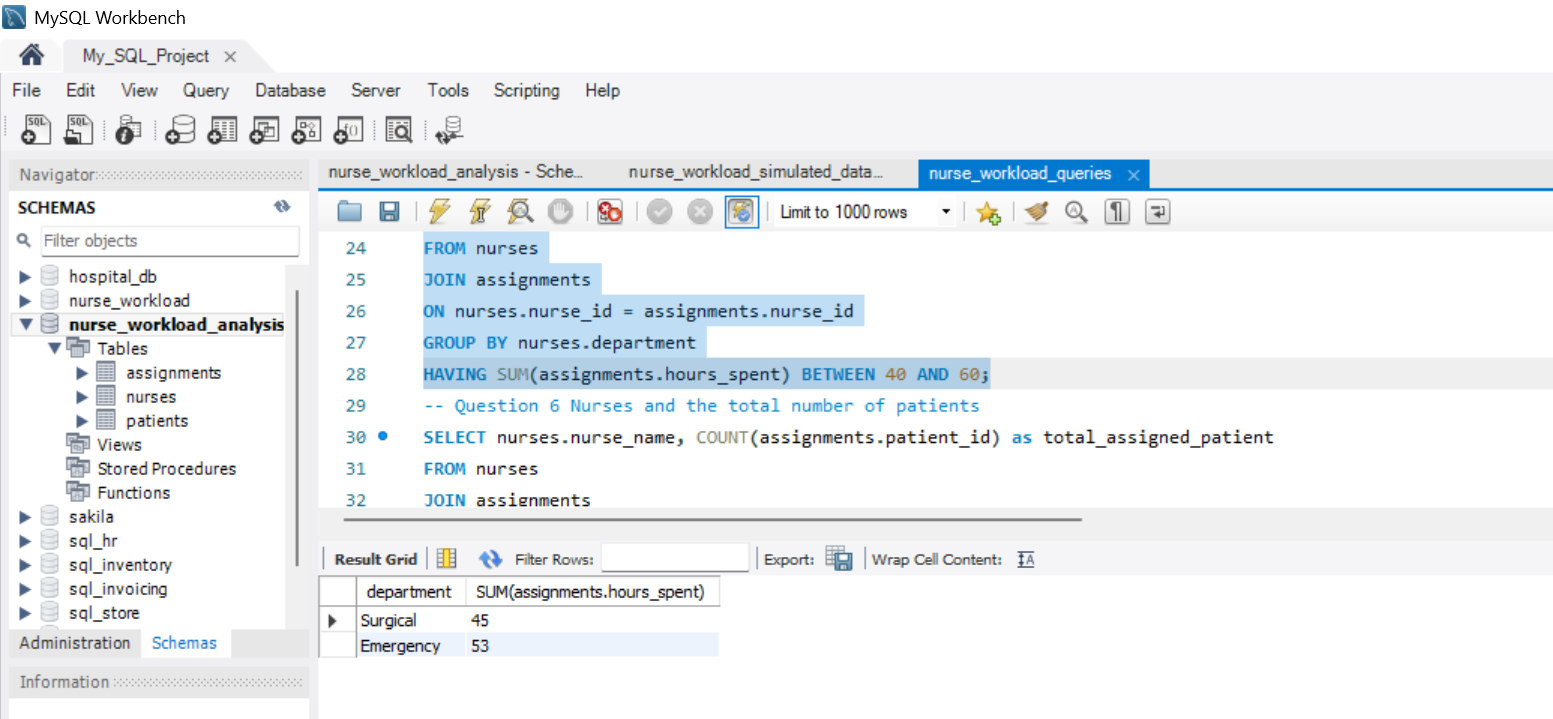 MySQL Workbench
My_SQL_Project
File Edit View Query Database Server Tools Scripting Help
Navigator
SCHEMAS
Filter objects
hospital_db
nurse_workload
nurse_workload_analysis
Tables
assignments
nurses
patients
Views
Stored Procedures
Functions
sakila
sql_hr
sql_inventory
sql_invoicing
sql_store
Administration Schemas
Information
nurse_workload_analysis - Sche... nurse_workload_simulated_data... nurse_workload_queries
Limit to 1000 rows
24 FROM nurses
25 JOIN assignments
26 ON nurses.nurse_id = assignments.nurse_id
27 GROUP BY nurses.department
28 HAVING SUM(assignments.hours_spent) BETWEEN 40 AND 60;
29 -- Question 6 Nurses and the total number of patients
30 SELECT nurses.nurse_name, COUNT(assignments.patient_id) as total_assigned_patient
31 FROM nurses
32 JOIN assignments
Result Grid Filter Rows: Export: Wrap Cell Content:
department SUM(assignments.hours_spent)
Surgical 45
Emergency 53